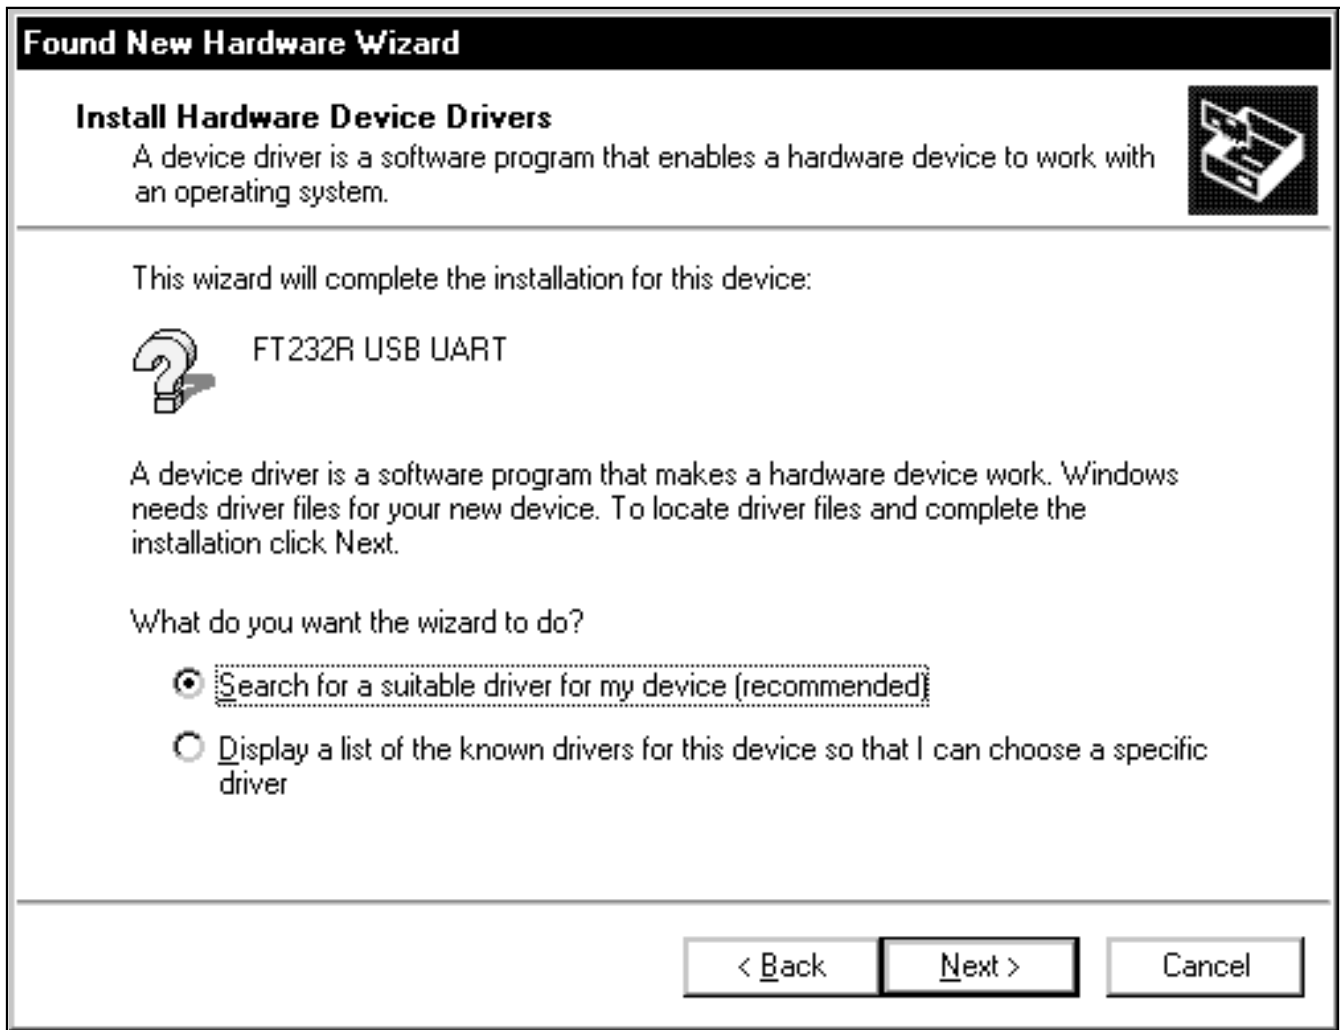 Found New Hardware Wizard
Install Hardware Device Drivers
A device driver is a software program that enables a hardware device to work with
an operating system.
This wizard will complete the installation for this device:
FT232R USB UART
A device driver is a software program that makes a hardware device work. Windows
needs driver files for your new device. To locate driver files and complete the
installation click Next.
What do you want the wizard to do?
Search for a suitable driver for my device (recommended)
Display a list of the known drivers for this device so that I can choose a specific
driver
< Back
Next >
Cancel